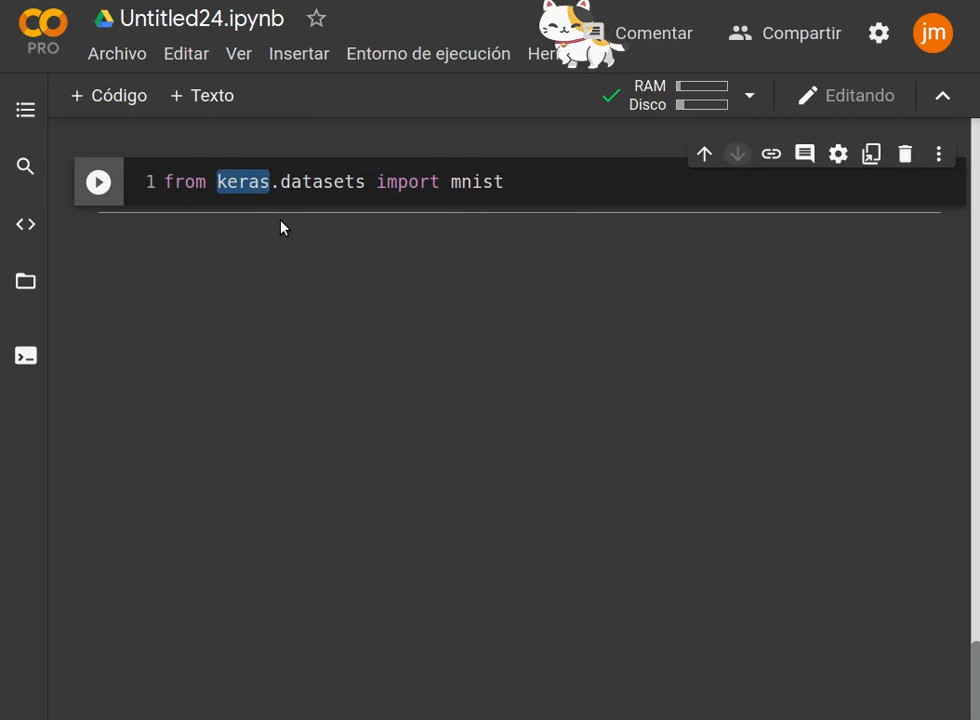 Untitled24.ipynb
PRO
Archivo Editar Ver Insertar Entorno de ejecución Her
Comentar
Compartir
jm
+ Código + Texto
RAM
Disco
Editando
1 from keras.datasets import mnist